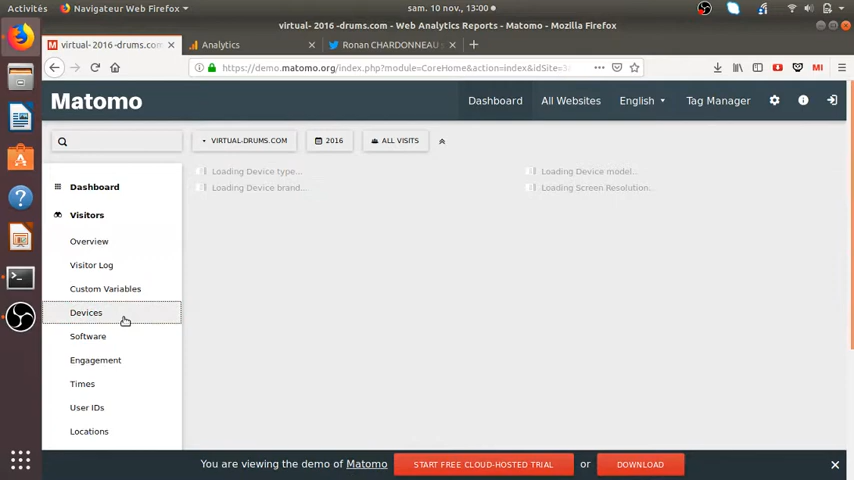 Activités
Navigateur Web Firefox
sam. 10 nov., 13:00
virtual- 2016 -drums.com - Web Analytics Reports - Matomo - Mozilla Firefox
virtual- 2016 -drums.com
Analytics
Ronan CHARDONNEAU
https://demo.matomo.org/index.php?module=CoreHome&action=index&idSite=3
Matomo
Dashboard
All Websites
English
Tag Manager
VIRTUAL-DRUMS.COM
2016
ALL VISITS
Loading Device type...
Loading Device model...
Loading Device brand...
Loading Screen Resolution...
Dashboard
Visitors
Overview
Visitor Log
Custom Variables
Devices
Software
Engagement
Times
User IDs
Locations
You are viewing the demo of Matomo
START FREE CLOUD-HOSTED TRIAL
or
DOWNLOAD